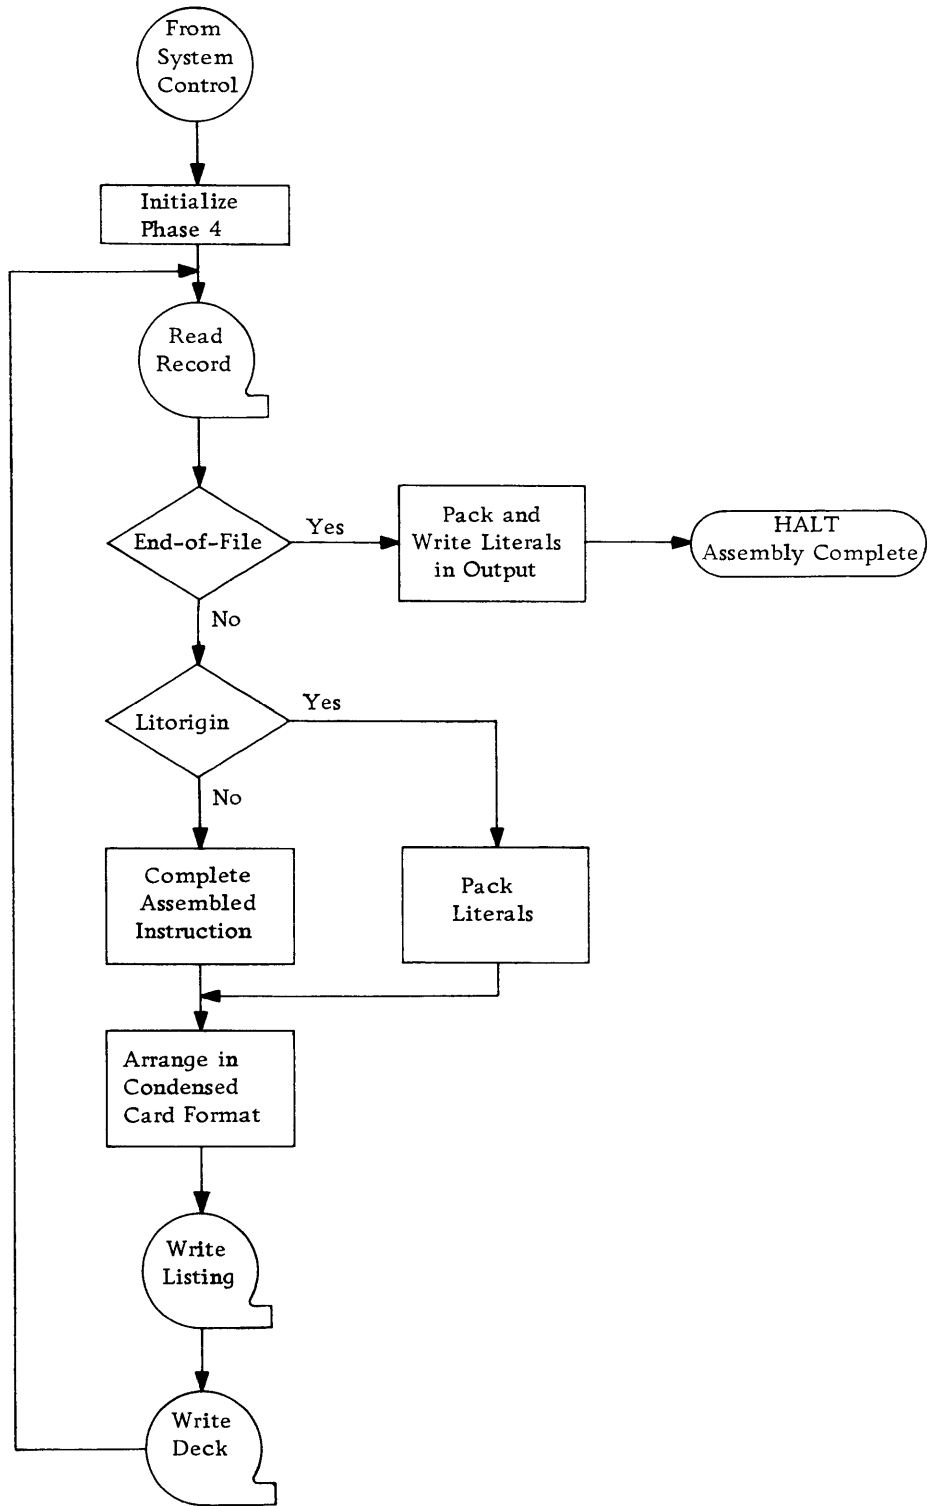 From
System
Control
Initialize
Phase 4
Read
Record
End-of-File
Yes
Pack and
Write Literals
in Output
HALT
Assembly Complete
No
Litorigin
Yes
No
Complete
Assembled
Instruction
Pack
Literals
Arrange in
Condensed
Card Format
Write
Listing
Write
Deck